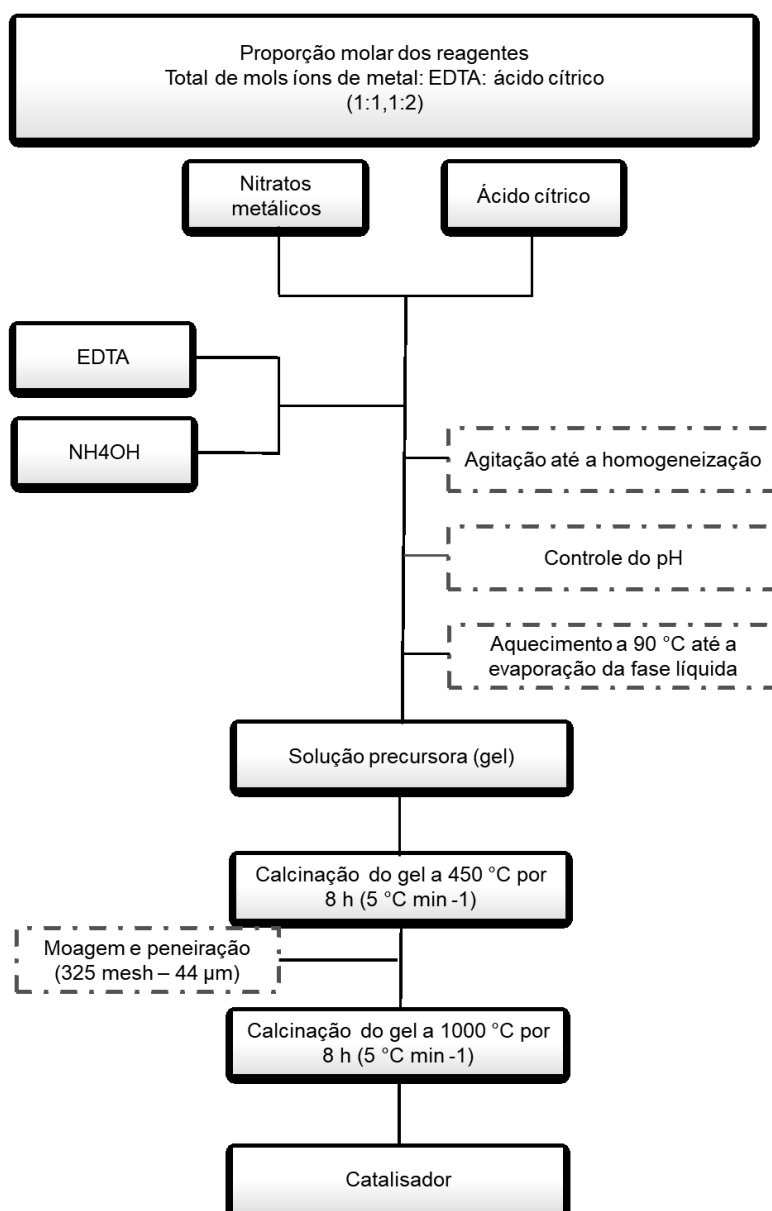 Proporção molar dos reagentes
Total de mols íons de metal: EDTA: ácido cítrico
(1:1,1:2)
Nitratos
metálicos
Ácido cítrico
EDTA
NH4OH
Agitação até a homogeneização
Controle do pH
Aquecimento a 90 °C até a
evaporação da fase líquida
Solução precursora (gel)
Calcinação do gel a 450 °C por
8 h (5 °C min -1)
Moagem e peneiração
(325 mesh – 44 µm)
Calcinação do gel a 1000 °C por
8 h (5 °C min -1)
Catalisador